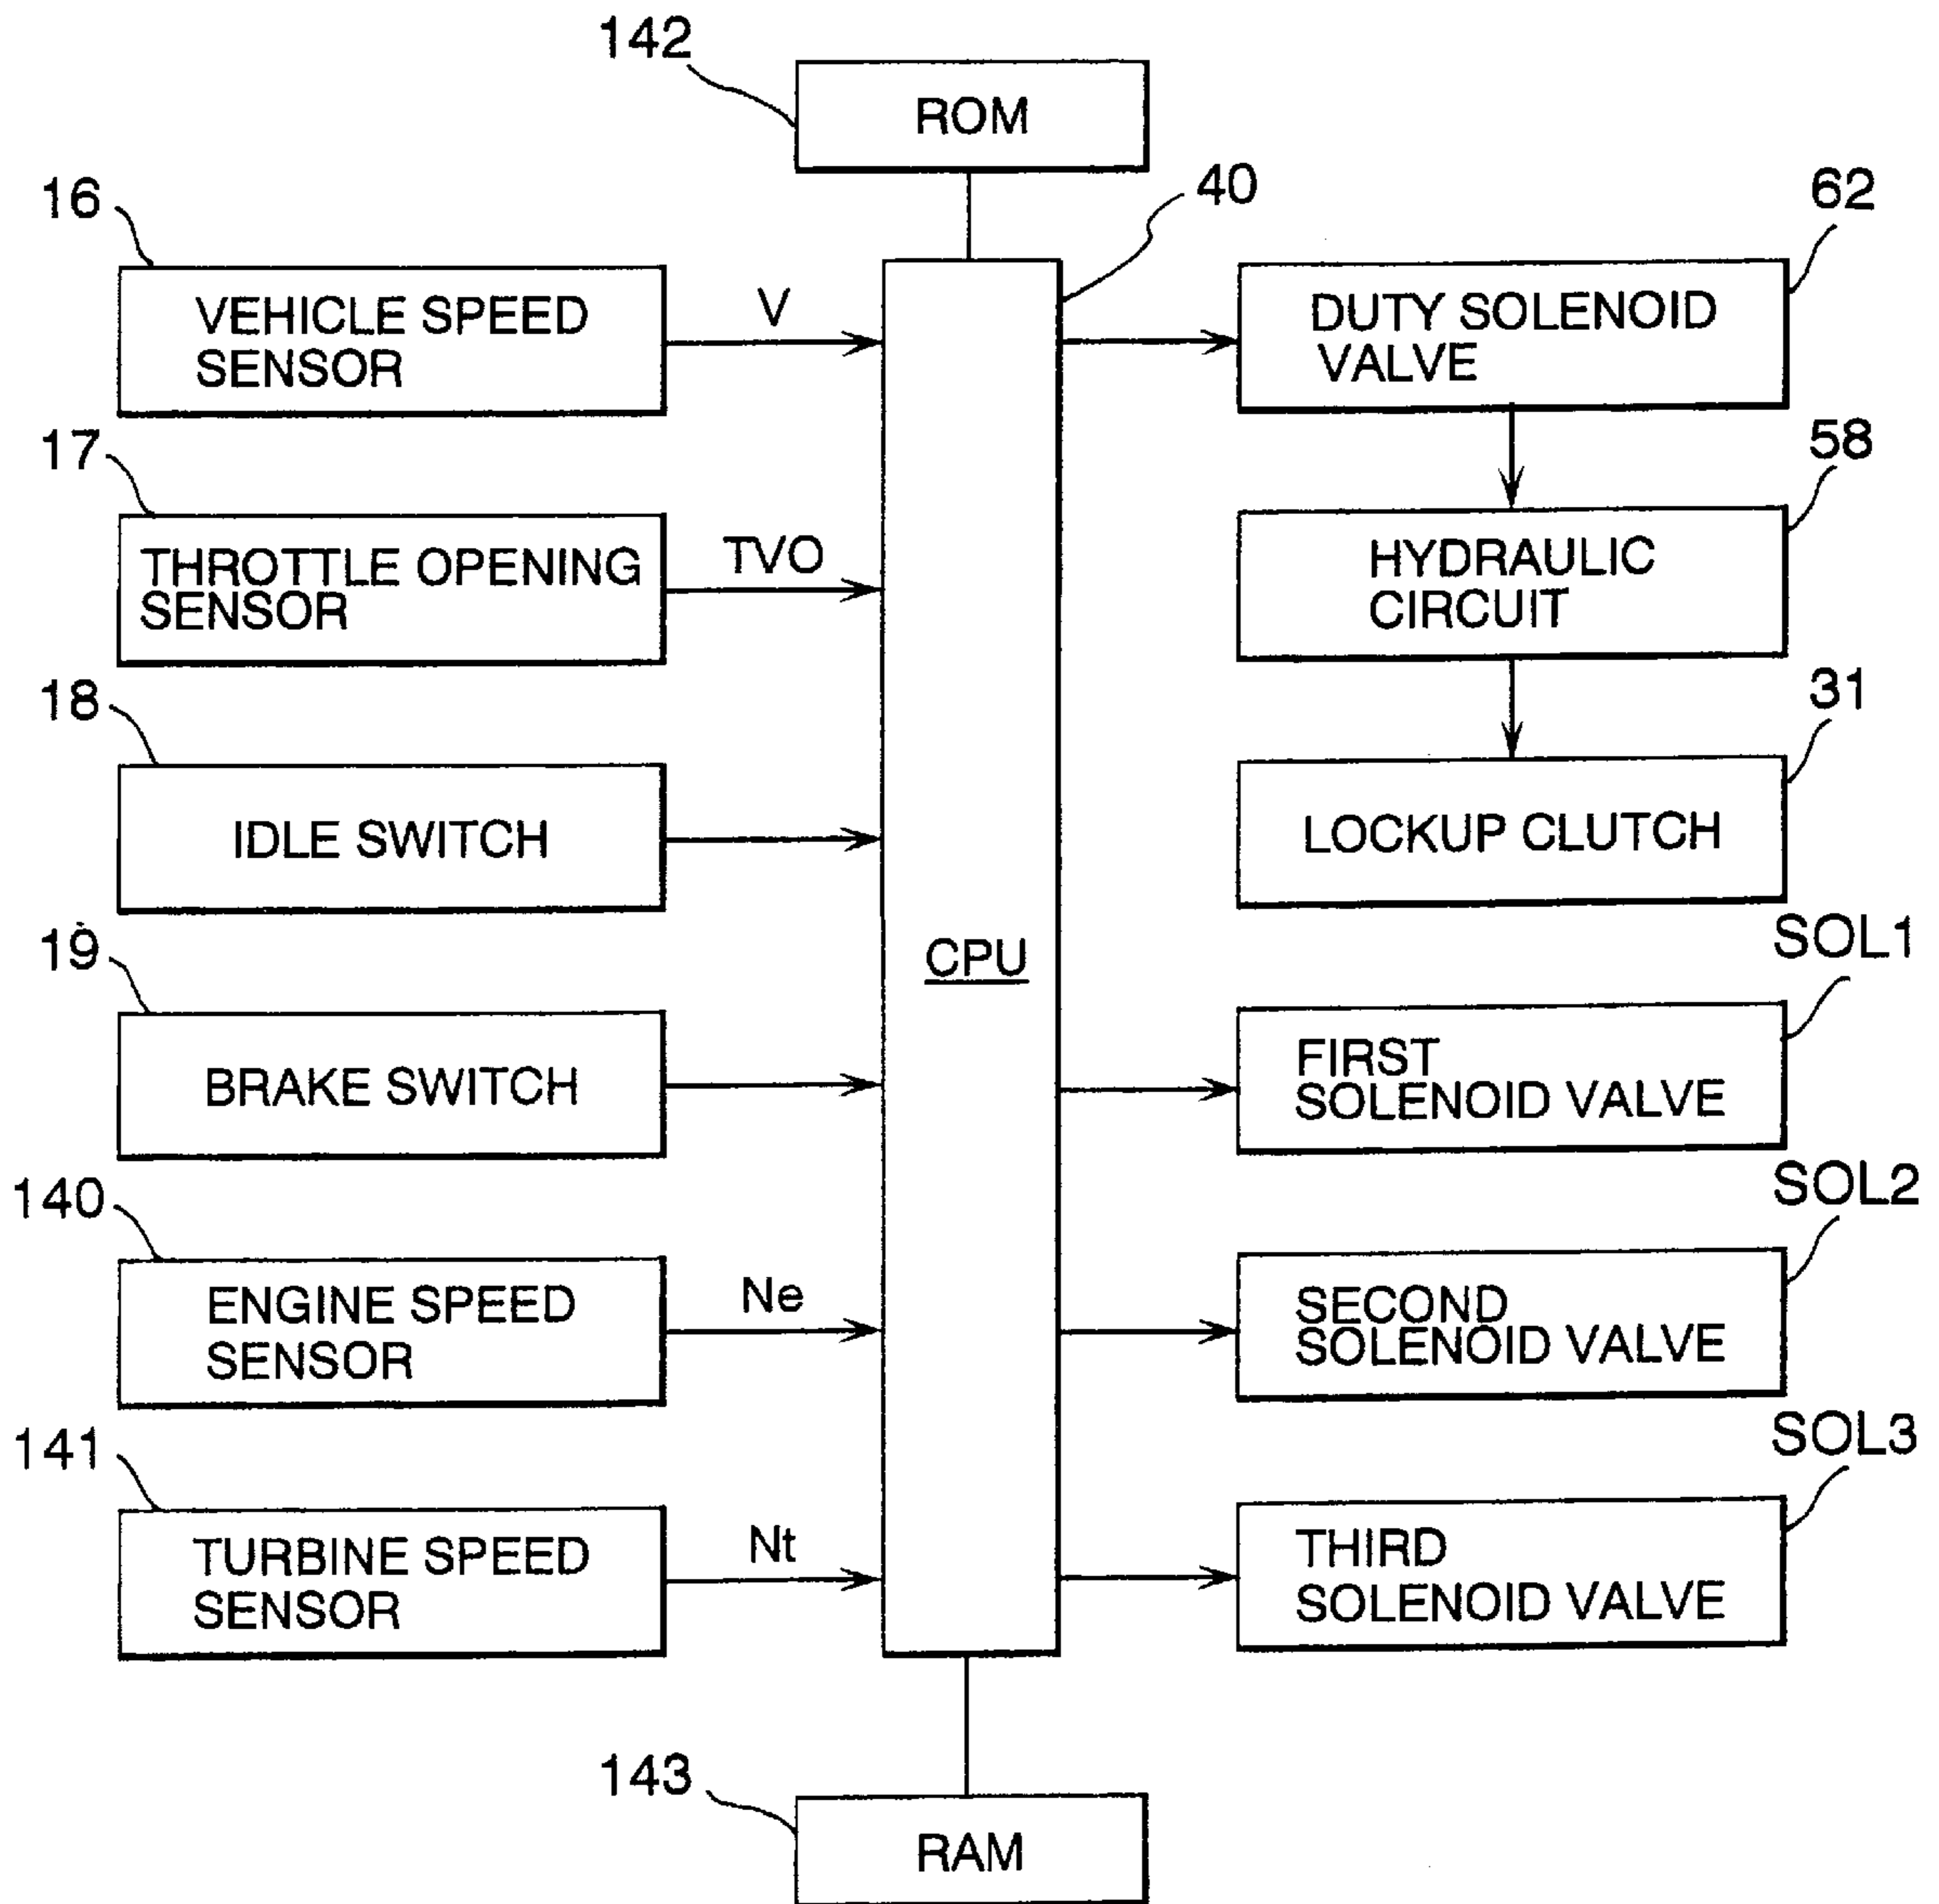 142
ROM
16
40
62
VEHICLE SPEED
SENSOR
V
DUTY SOLENOID
VALVE
17
58
THROTTLE OPENING
SENSOR
TVO
HYDRAULIC
CIRCUIT
18
31
IDLE SWITCH
LOCKUP CLUTCH
19
CPU
SOL1
BRAKE SWITCH
FIRST
SOLENOID VALVE
140
SOL2
ENGINE SPEED
SENSOR
Ne
SECOND
SOLENOID VALVE
141
SOL3
TURBINE SPEED
SENSOR
Nt
THIRD
SOLENOID VALVE
143
RAM